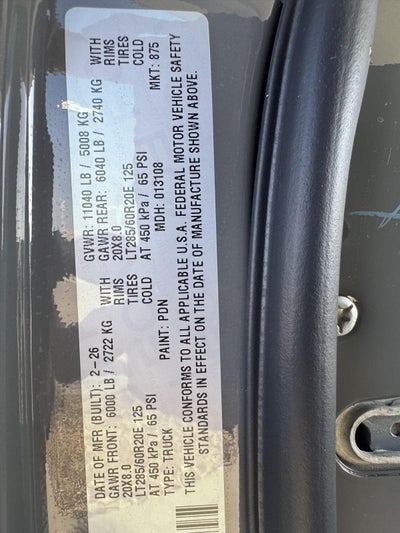 DATE OF MFR (BUILT): 2-26 GVWR: 11040 LB / 5008 KG
GAWR FRONT: 6000 LB / 2722 KG WITH GAWR REAR: 6040 LB / 2740 KG WITH
20X8.0 RIMS 20X8.0 RIMS
LT285/60R20E 125 TIRES LT285/60R20E 125 TIRES
AT 450 kPa / 65 PSI COLD AT 450 kPa / 65 PSI COLD
TYPE: TRUCK PAINT: PDN MDH: 013108 MKT: 875
THIS VEHICLE CONFORMS TO ALL APPLICABLE U.S.A. FEDERAL MOTOR VEHICLE SAFETY
STANDARDS IN EFFECT ON THE DATE OF MANUFACTURE SHOWN ABOVE.